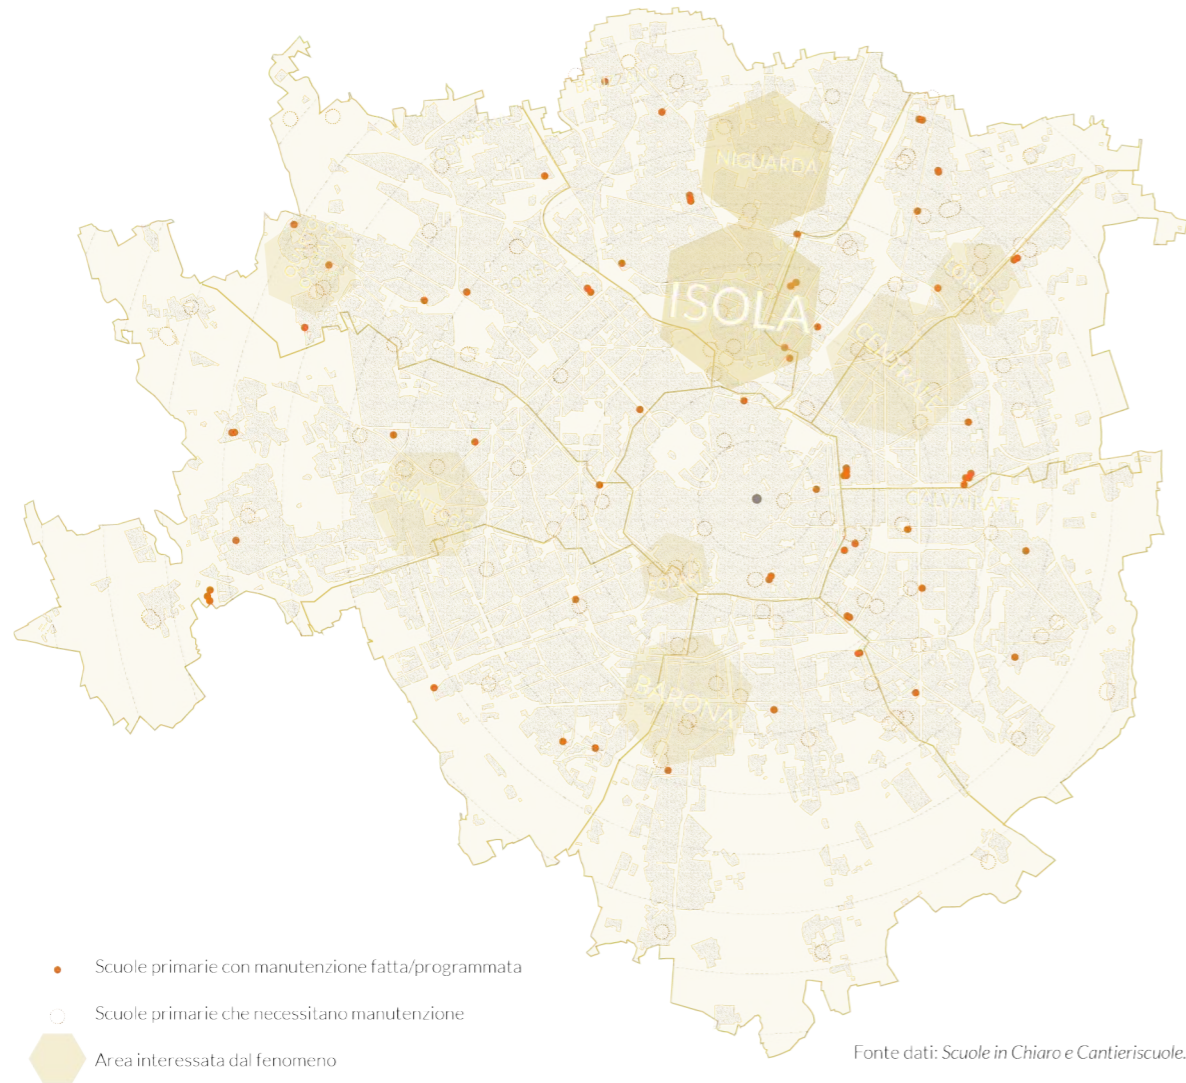 NIGUARDA
ISOLA
BARONA
Scuole primarie con manutenzione fatta/programmata
Scuole primarie che necessitano manutenzione
Area interessata dal fenomeno
Fonte dati: Scuole in Chiaro e Cantieriscuole.